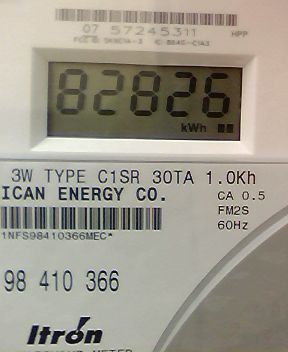 07 57245311 HPP
82826
kWh
3W TYPE C1SR 30TA 1.0Kh
ICAN ENERGY CO. CA 0.5
FM2S
60Hz
1NFS98410366MEC*
98 410 366
Itron